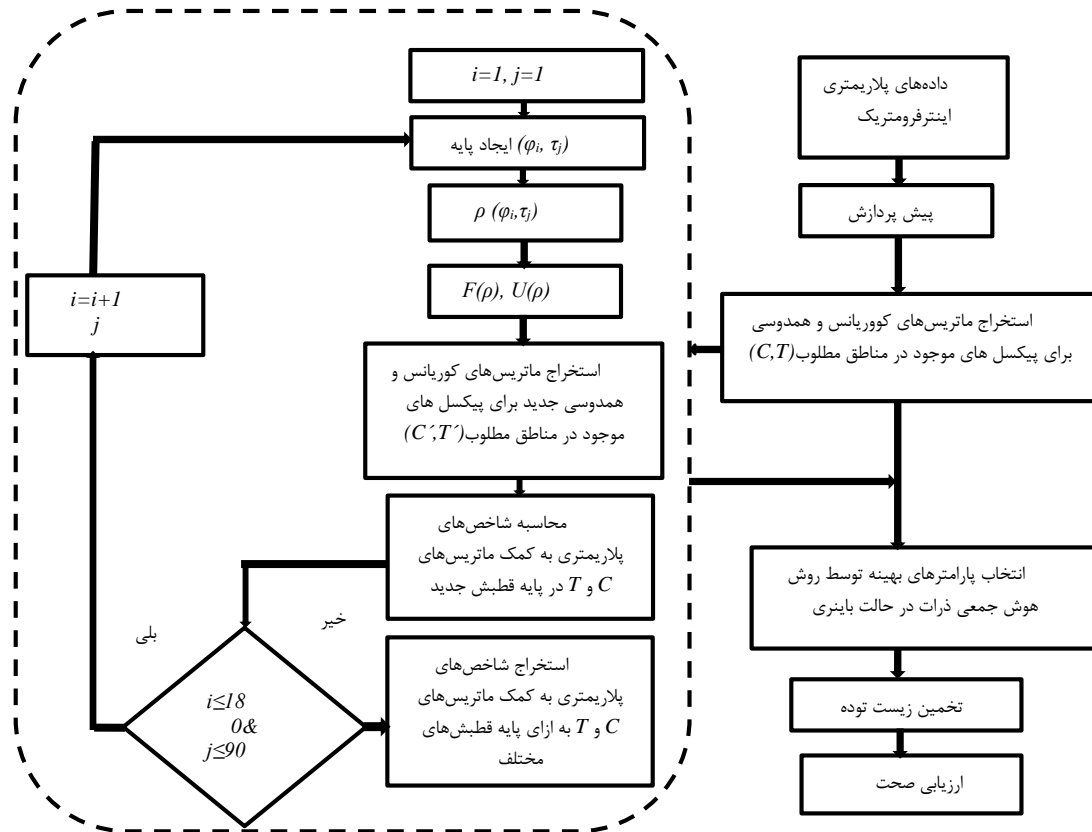 داده‌های پلاریمتری
اینترفرومتریک
پیش پردازش
استخراج ماتریس‌های کووریانس و همدوسی
برای پیکسل های موجود در مناطق مطلوب(C,T)
انتخاب پارامترهای بهینه توسط روش
هوش جمعی ذرات در حالت باینری
تخمین زیست توده
ارزیابی صحت
i=1, j=1
ایجاد پایه (φi, τj)
ρ (φi,τj)
F(ρ), U(ρ)
استخراج ماتریس‌های کوریانس و
همدوسی جدید برای پیکسل های
موجود در مناطق مطلوب(C´,T´)
محاسبه شاخص‌های
پلاریمتری به کمک ماتریس‌های
C و T در پایه قطبش جدید
خیر
بلی
i≤18
0&
j≤90
استخراج شاخص‌های
پلاریمتری به کمک ماتریس‌های
C و T به ازای پایه قطبش‌های
مختلف
i=i+1
j